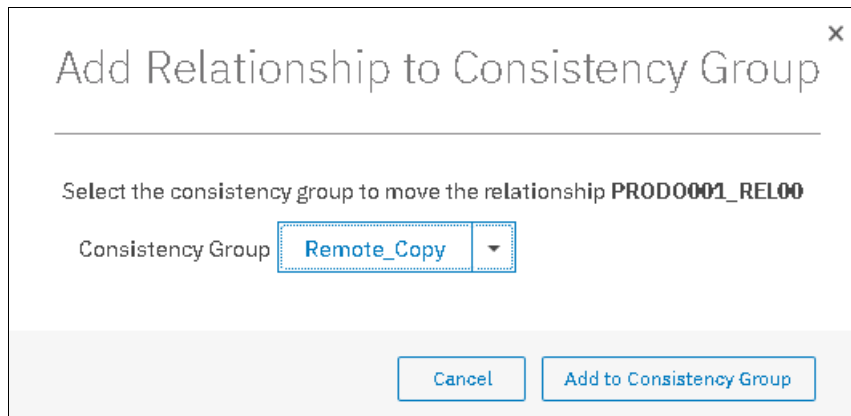 Add Relationship to Consistency Group
Select the consistency group to move the relationship PRODO001_REL00
Consistency Group Remote_Copy
Cancel Add to Consistency Group